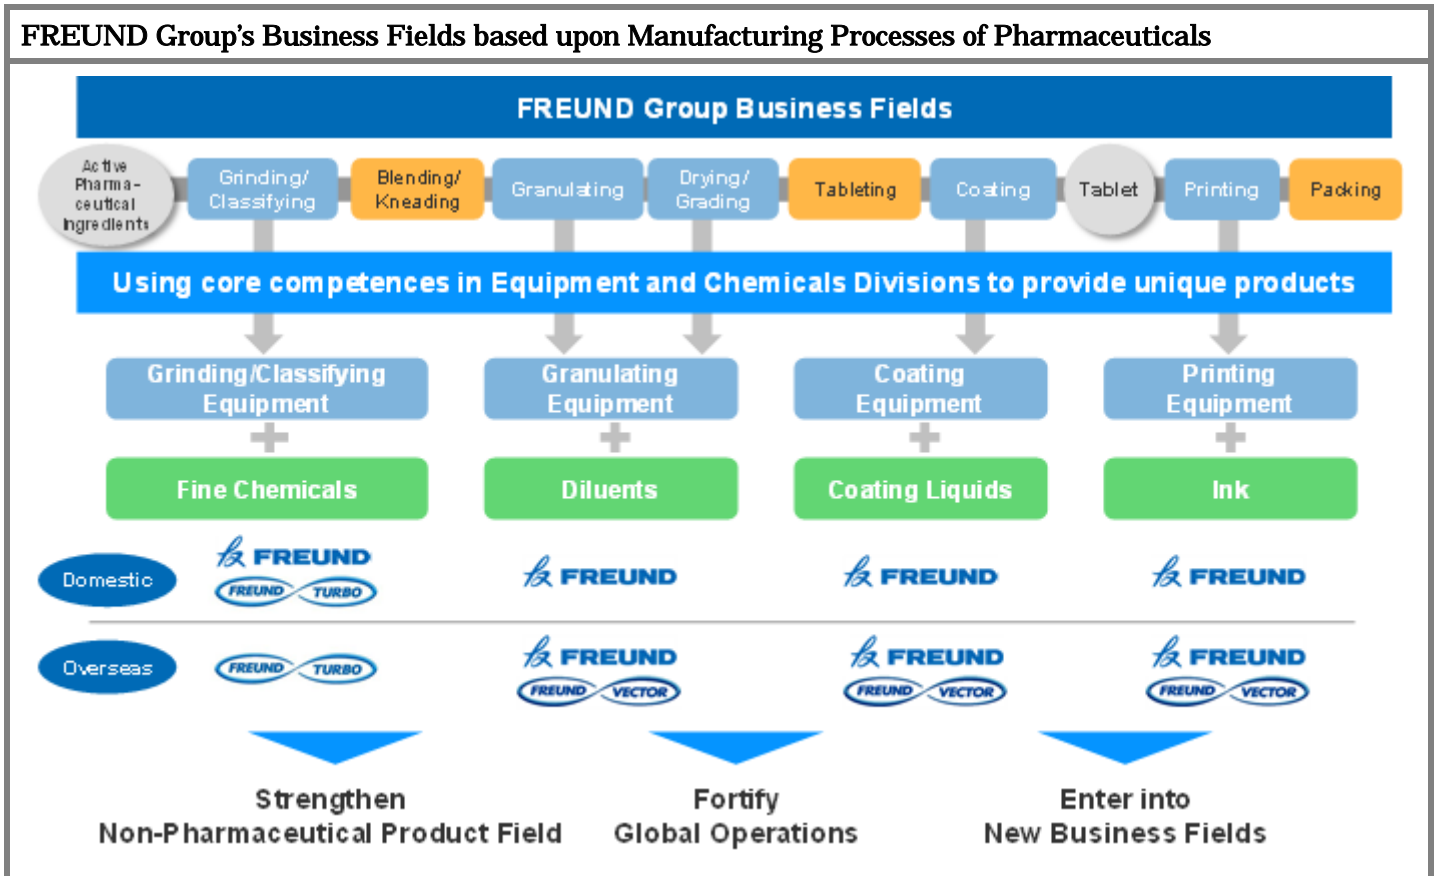 FREUND Group’s Business Fields based upon Manufacturing Processes of Pharmaceuticals
FREUND Group Business Fields
Active
Pharma-
ceutical
Ingredients
Grinding/
Classifying
Blending/
Kneading
Granulating
Drying/
Grading
Tableting
Coating
Tablet
Printing
Packing
Using core competences in Equipment and Chemicals Divisions to provide unique products
Grinding/Classifying
Equipment
Granulating
Equipment
Coating
Equipment
Printing
Equipment
Fine Chemicals
Diluents
Coating Liquids
Ink
Domestic
FREUND
FREUND TURBO
FREUND
FREUND
FREUND
Overseas
FREUND TURBO
FREUND
FREUND VECTOR
FREUND
FREUND VECTOR
FREUND
FREUND VECTOR
Strengthen
Non-Pharmaceutical Product Field
Fortify
Global Operations
Enter into
New Business Fields